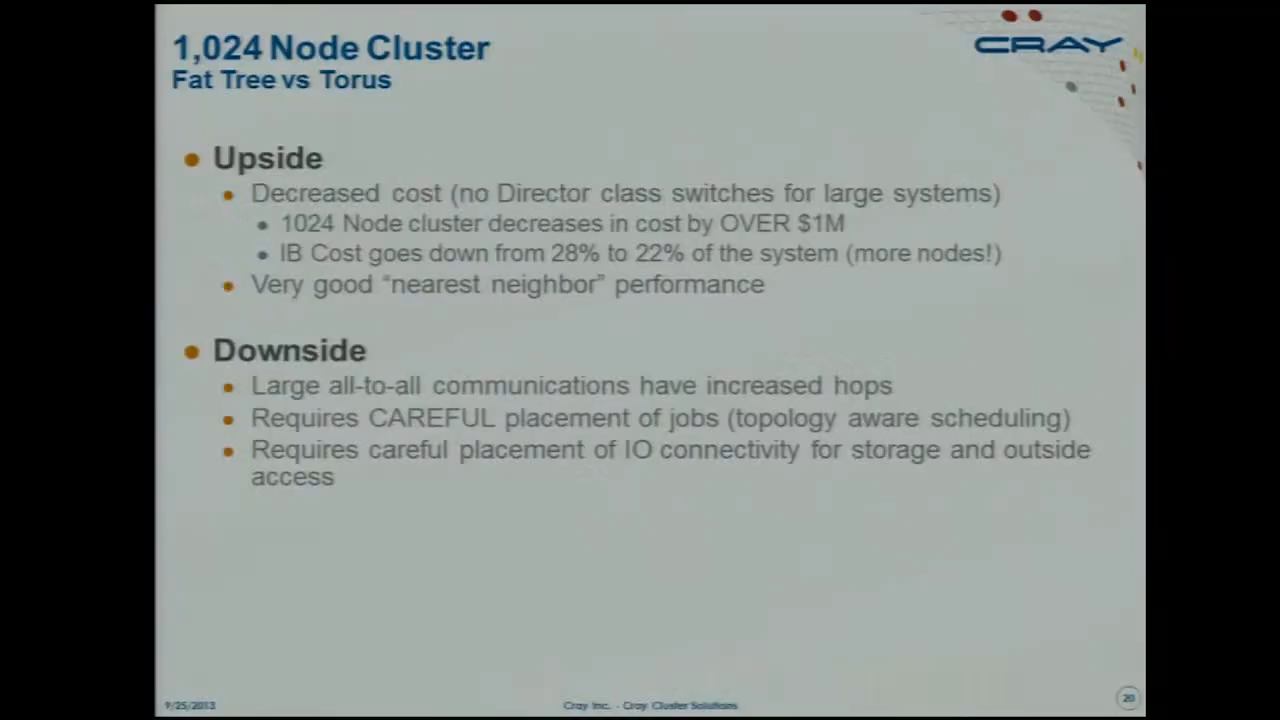 1,024 Node Cluster
Fat Tree vs Torus
CRAY
Upside
Decreased cost (no Director class switches for large systems)
1024 Node cluster decreases in cost by OVER $1M
IB Cost goes down from 28% to 22% of the system (more nodes!)
Very good “nearest neighbor” performance
Downside
Large all-to-all communications have increased hops
Requires CAREFUL placement of jobs (topology aware scheduling)
Requires careful placement of IO connectivity for storage and outside
access
9/25/2013
Cray Inc. - Cray Cluster Solutions
20